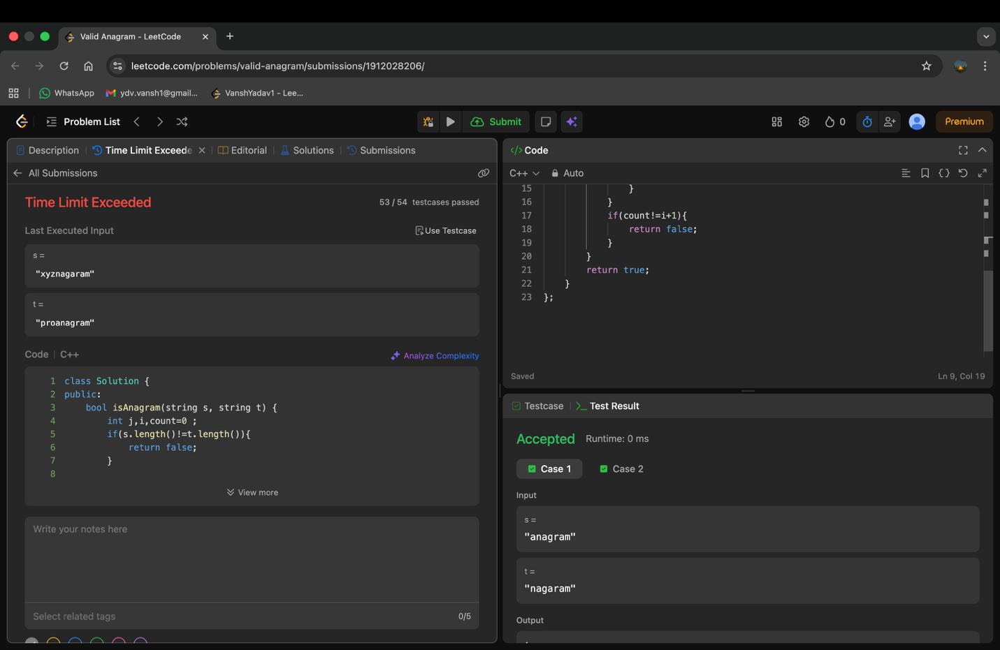 Valid Anagram - LeetCode
leetcode.com/problems/valid-anagram/submissions/1912028206/
WhatsApp
ydv.vansh1@gmail...
VanshYadav1 - Lee...
Problem List
Submit
0
Premium
Description
Time Limit Exceede
Editorial
Solutions
Submissions
All Submissions
Time Limit Exceeded
53 / 54 testcases passed
Last Executed Input
Use Testcase
s =
"xyznagaram"
t =
"proanagram"
Code | C++
Analyze Complexity
1 class Solution {
2 public:
3     bool isAnagram(string s, string t) {
4         int j,i,count=0 ;
5         if(s.length()!=t.length()){
6             return false;
7         }
8
View more
Write your notes here
Select related tags
0/5
</> Code
C++
Auto
15                 }
16             }
17             if(count!=i+1){
18                 return false;
19             }
20         }
21         return true;
22     }
23 };
Saved
Ln 9, Col 19
Testcase
>_ Test Result
Accepted
Runtime: 0 ms
Case 1
Case 2
Input
s =
"anagram"
t =
"nagaram"
Output